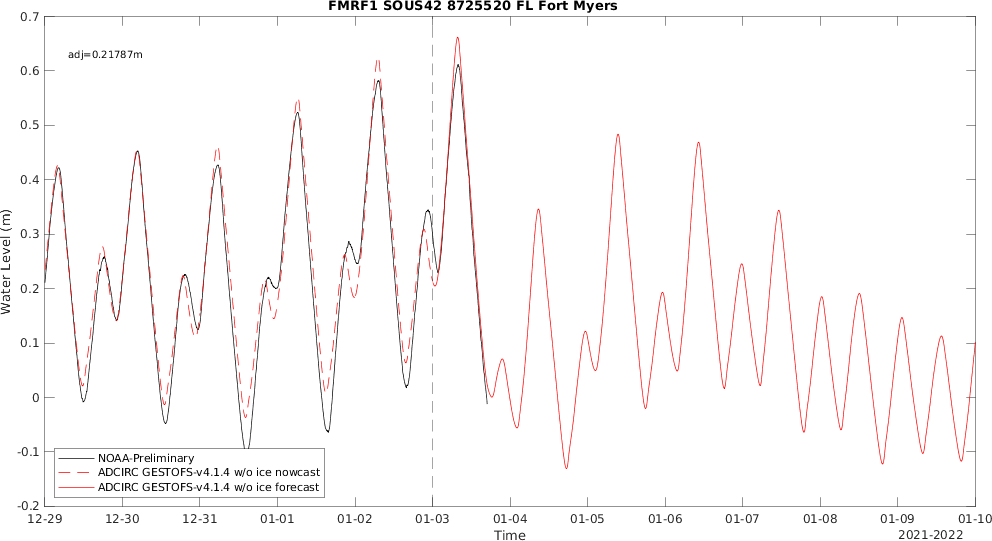 FMRF1 SOUS42 8725520 FL Fort Myers
adj=0.21787m
Water Level (m)
0.7
0.6
0.5
0.4
0.3
0.2
0.1
0
-0.1
-0.2
NOAA-Preliminary
ADCIRC GESTOFS-v4.1.4 w/o ice nowcast
ADCIRC GESTOFS-v4.1.4 w/o ice forecast
12-29 12-30 12-31 01-01 01-02 01-03 01-04 01-05 01-06 01-07 01-08 01-09 01-10
Time
2021-2022